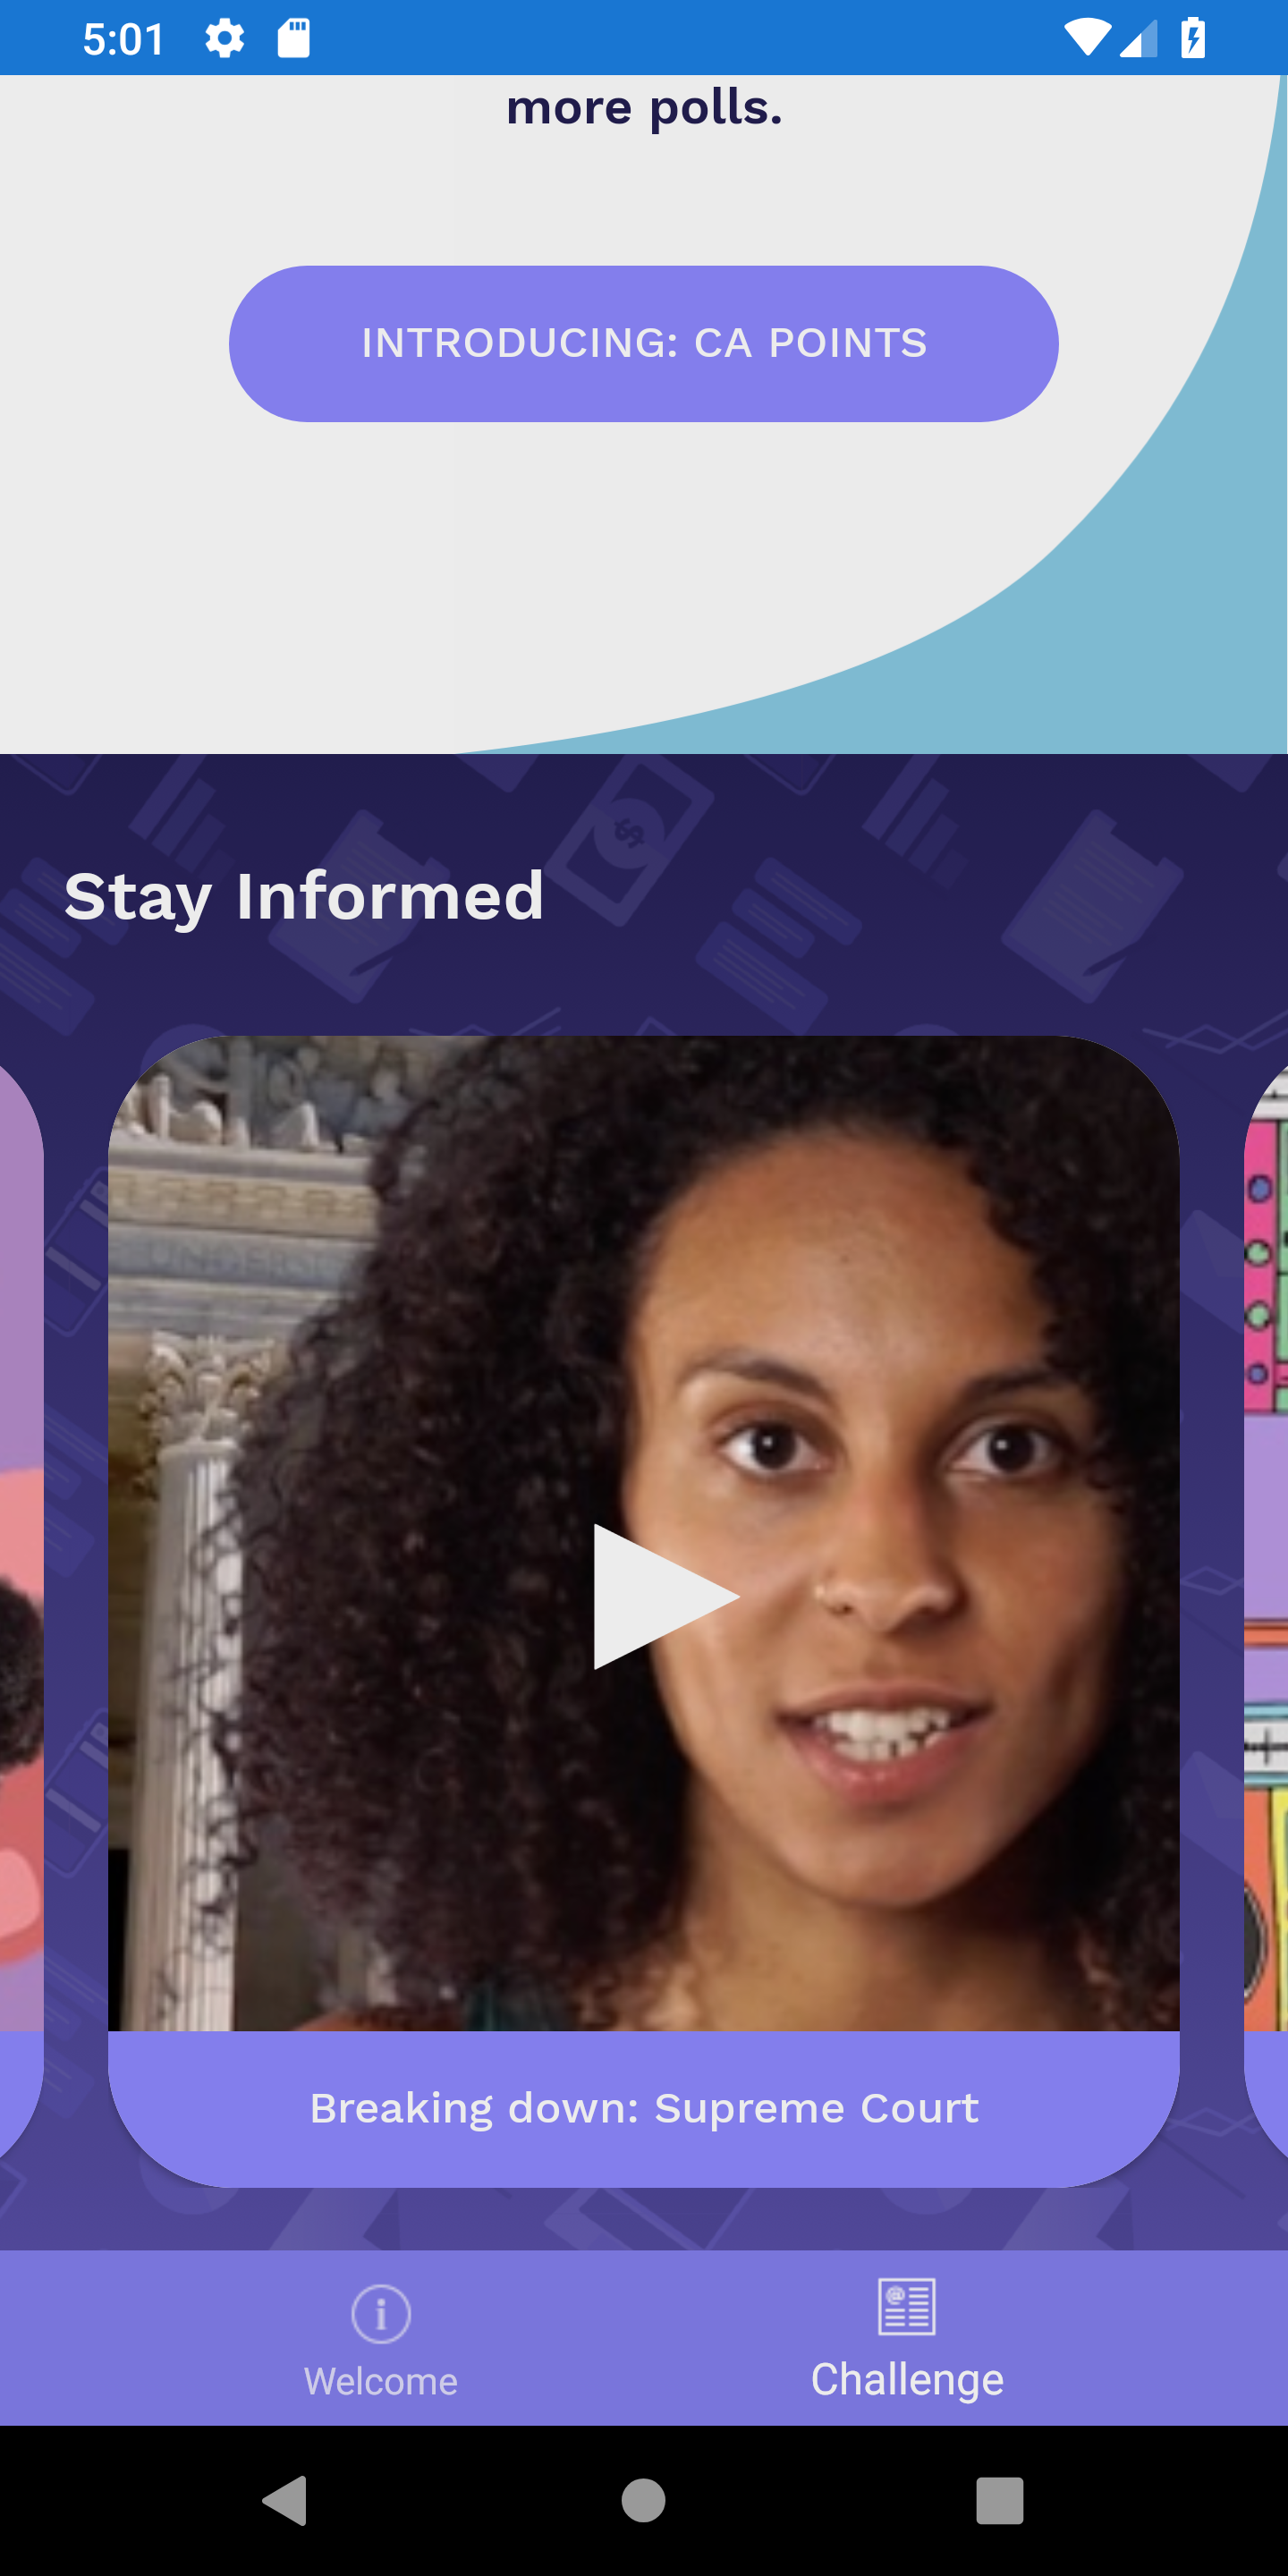 5:01
more polls.
INTRODUCING: CA POINTS
Stay Informed
Breaking down: Supreme Court
Welcome
Challenge